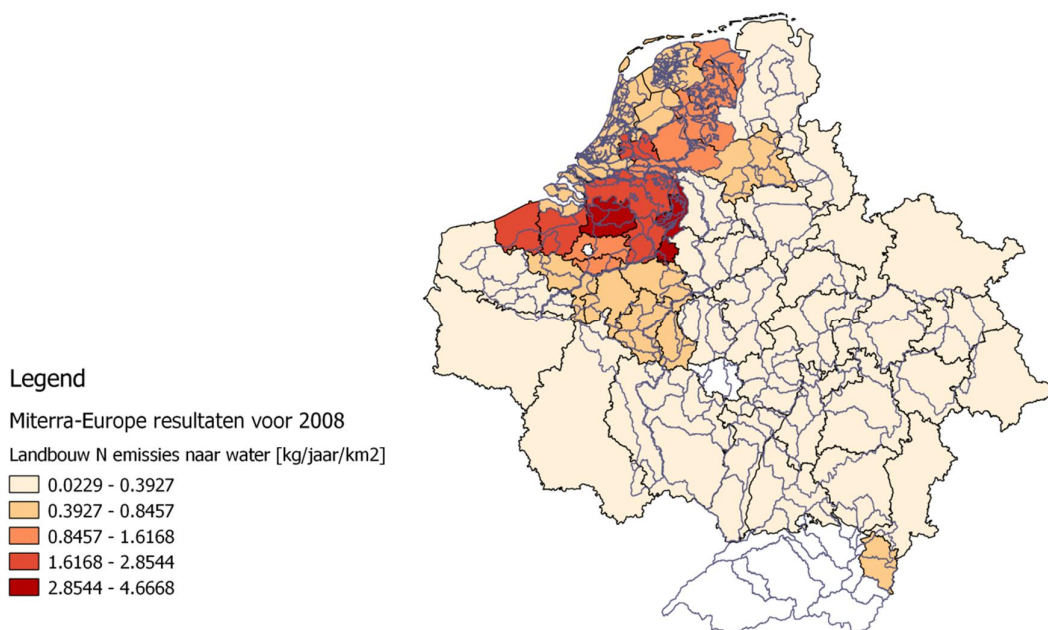 Legend
Miterra-Europe resultaten voor 2008
Landbouw N emissies naar water [kg/jaar/km2]
0.0229 - 0.3927
0.3927 - 0.8457
0.8457 - 1.6168
1.6168 - 2.8544
2.8544 - 4.6668